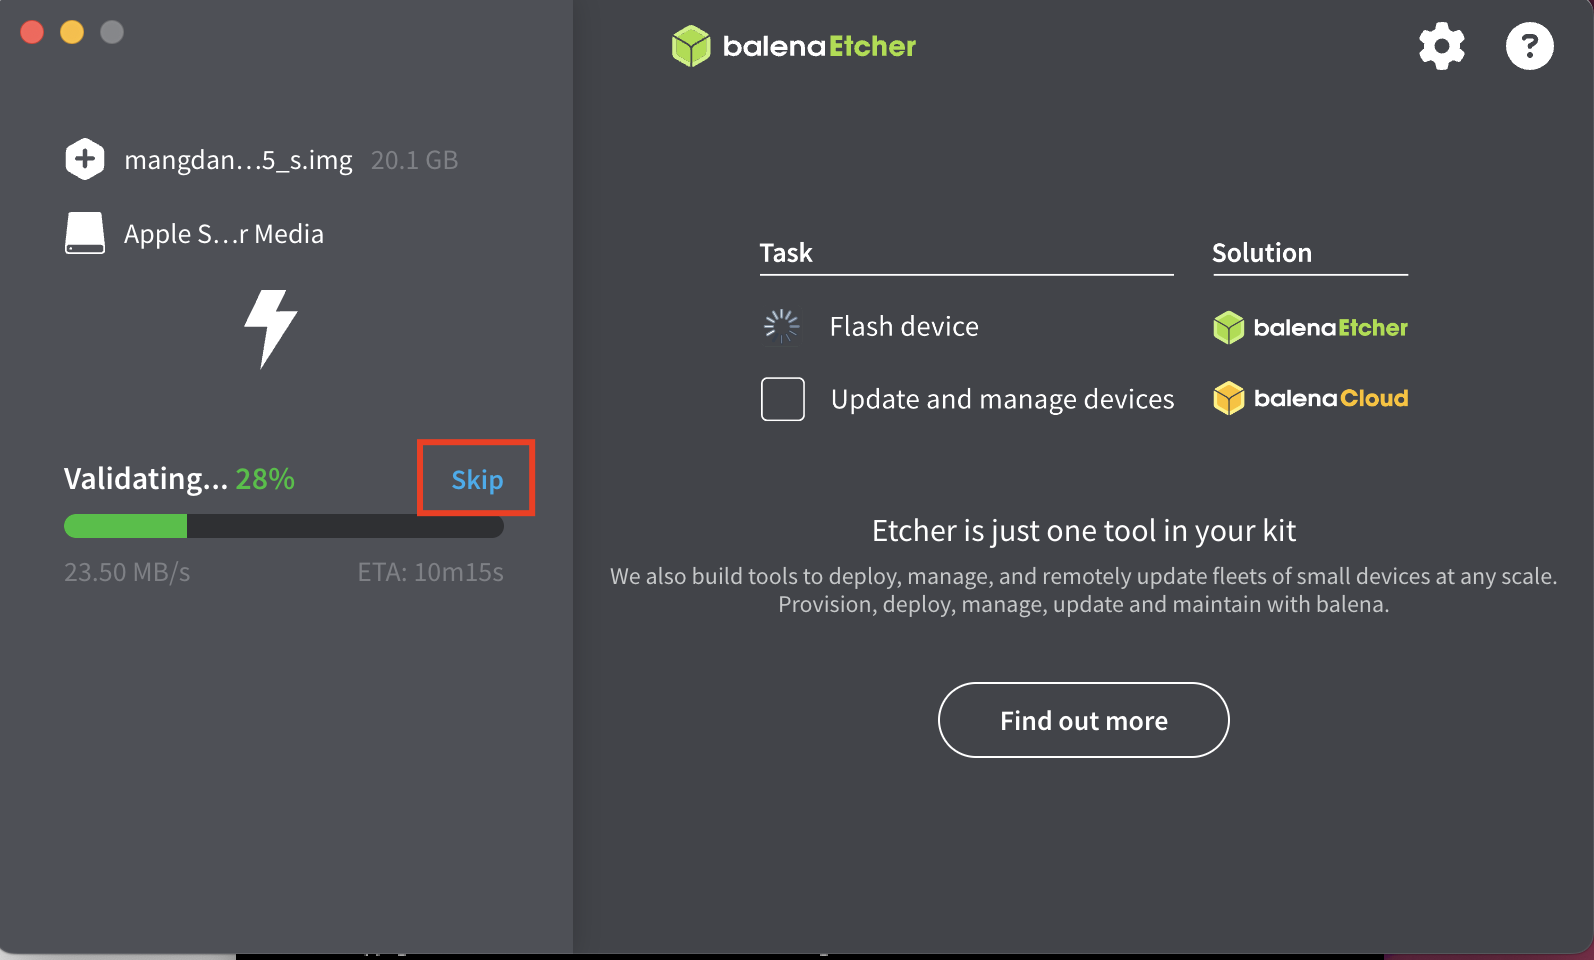 balenaEtcher
?
mangdan...5_s.img 20.1 GB
Apple S...r Media
Validating... 28% Skip
23.50 MB/s ETA: 10m15s
Task Solution
Flash device balenaEtcher
Update and manage devices balenaCloud
Etcher is just one tool in your kit
We also build tools to deploy, manage, and remotely update fleets of small devices at any scale.
Provision, deploy, manage, update and maintain with balena.
Find out more